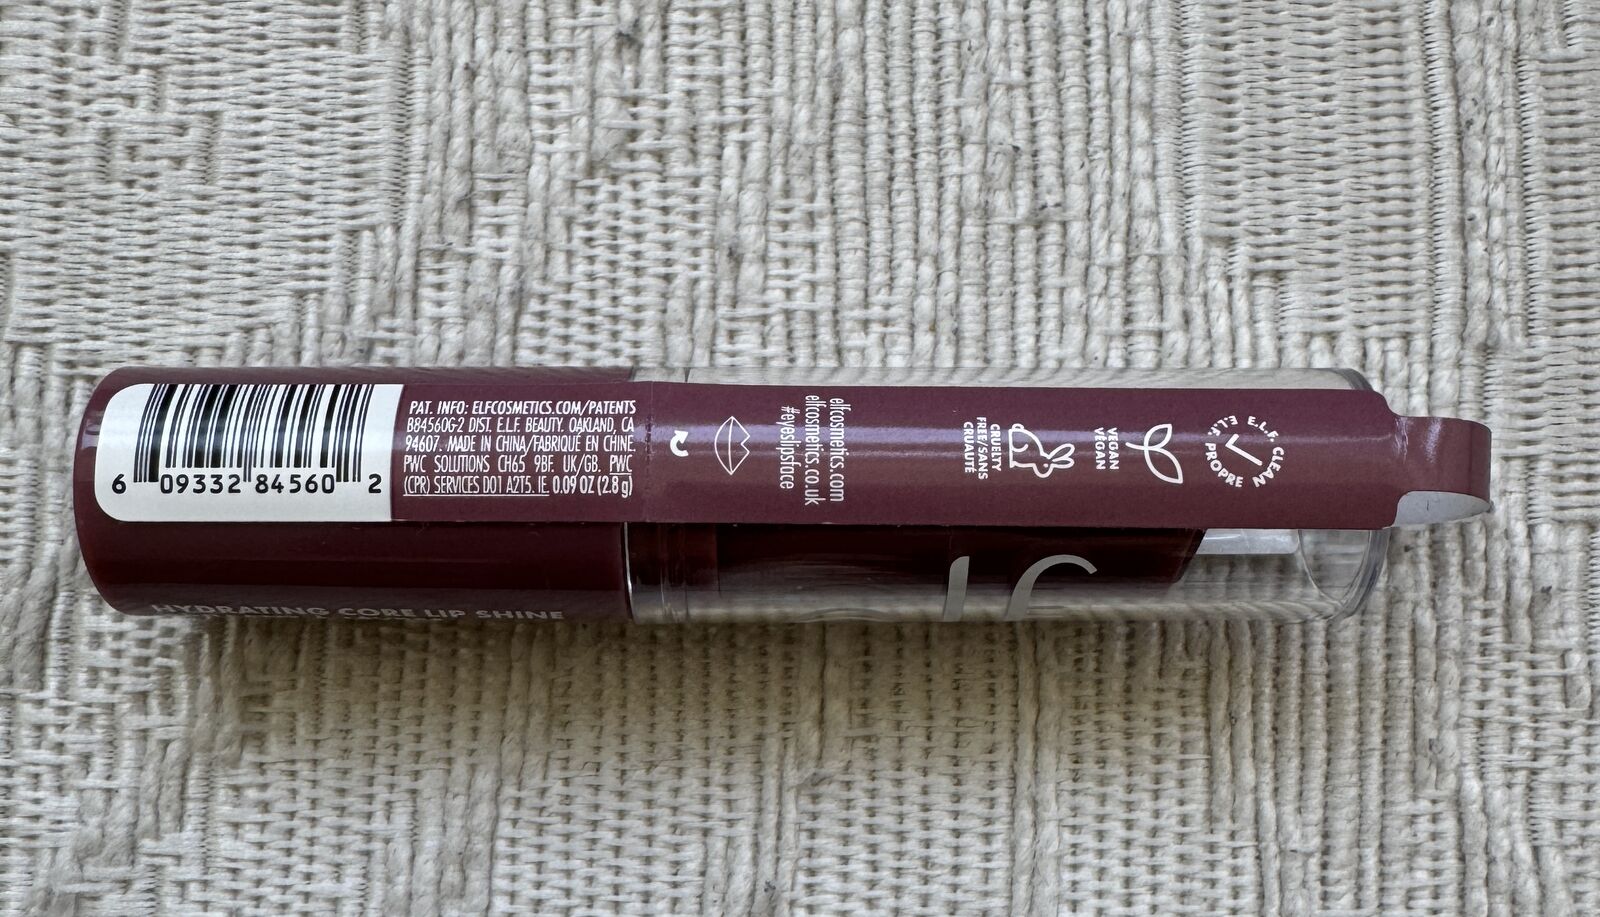 6 09332 84560 2
PAT. INFO: ELFCOSMETICS.COM/PATENTS
B84560G-2 DIST. E.L.F. BEAUTY. OAKLAND, CA
94607. MADE IN CHINA/FABRIQUÉ EN CHINE.
PWC SOLUTIONS CH65 9BF. UK/GB. PWC
(CPR) SERVICES D01 A2T5. IE. 0.09 OZ (2.8 g)
elfcosmetics.com
elfcosmetics.co.uk
#eyeslipsface
CRUELTY
FREE/SANS
CRUAUTÉ
VEGAN
VÉGAN
E.L.F. CLEAN
E.L.F. PROPRE
HYDRATING CORE LIP SHINE